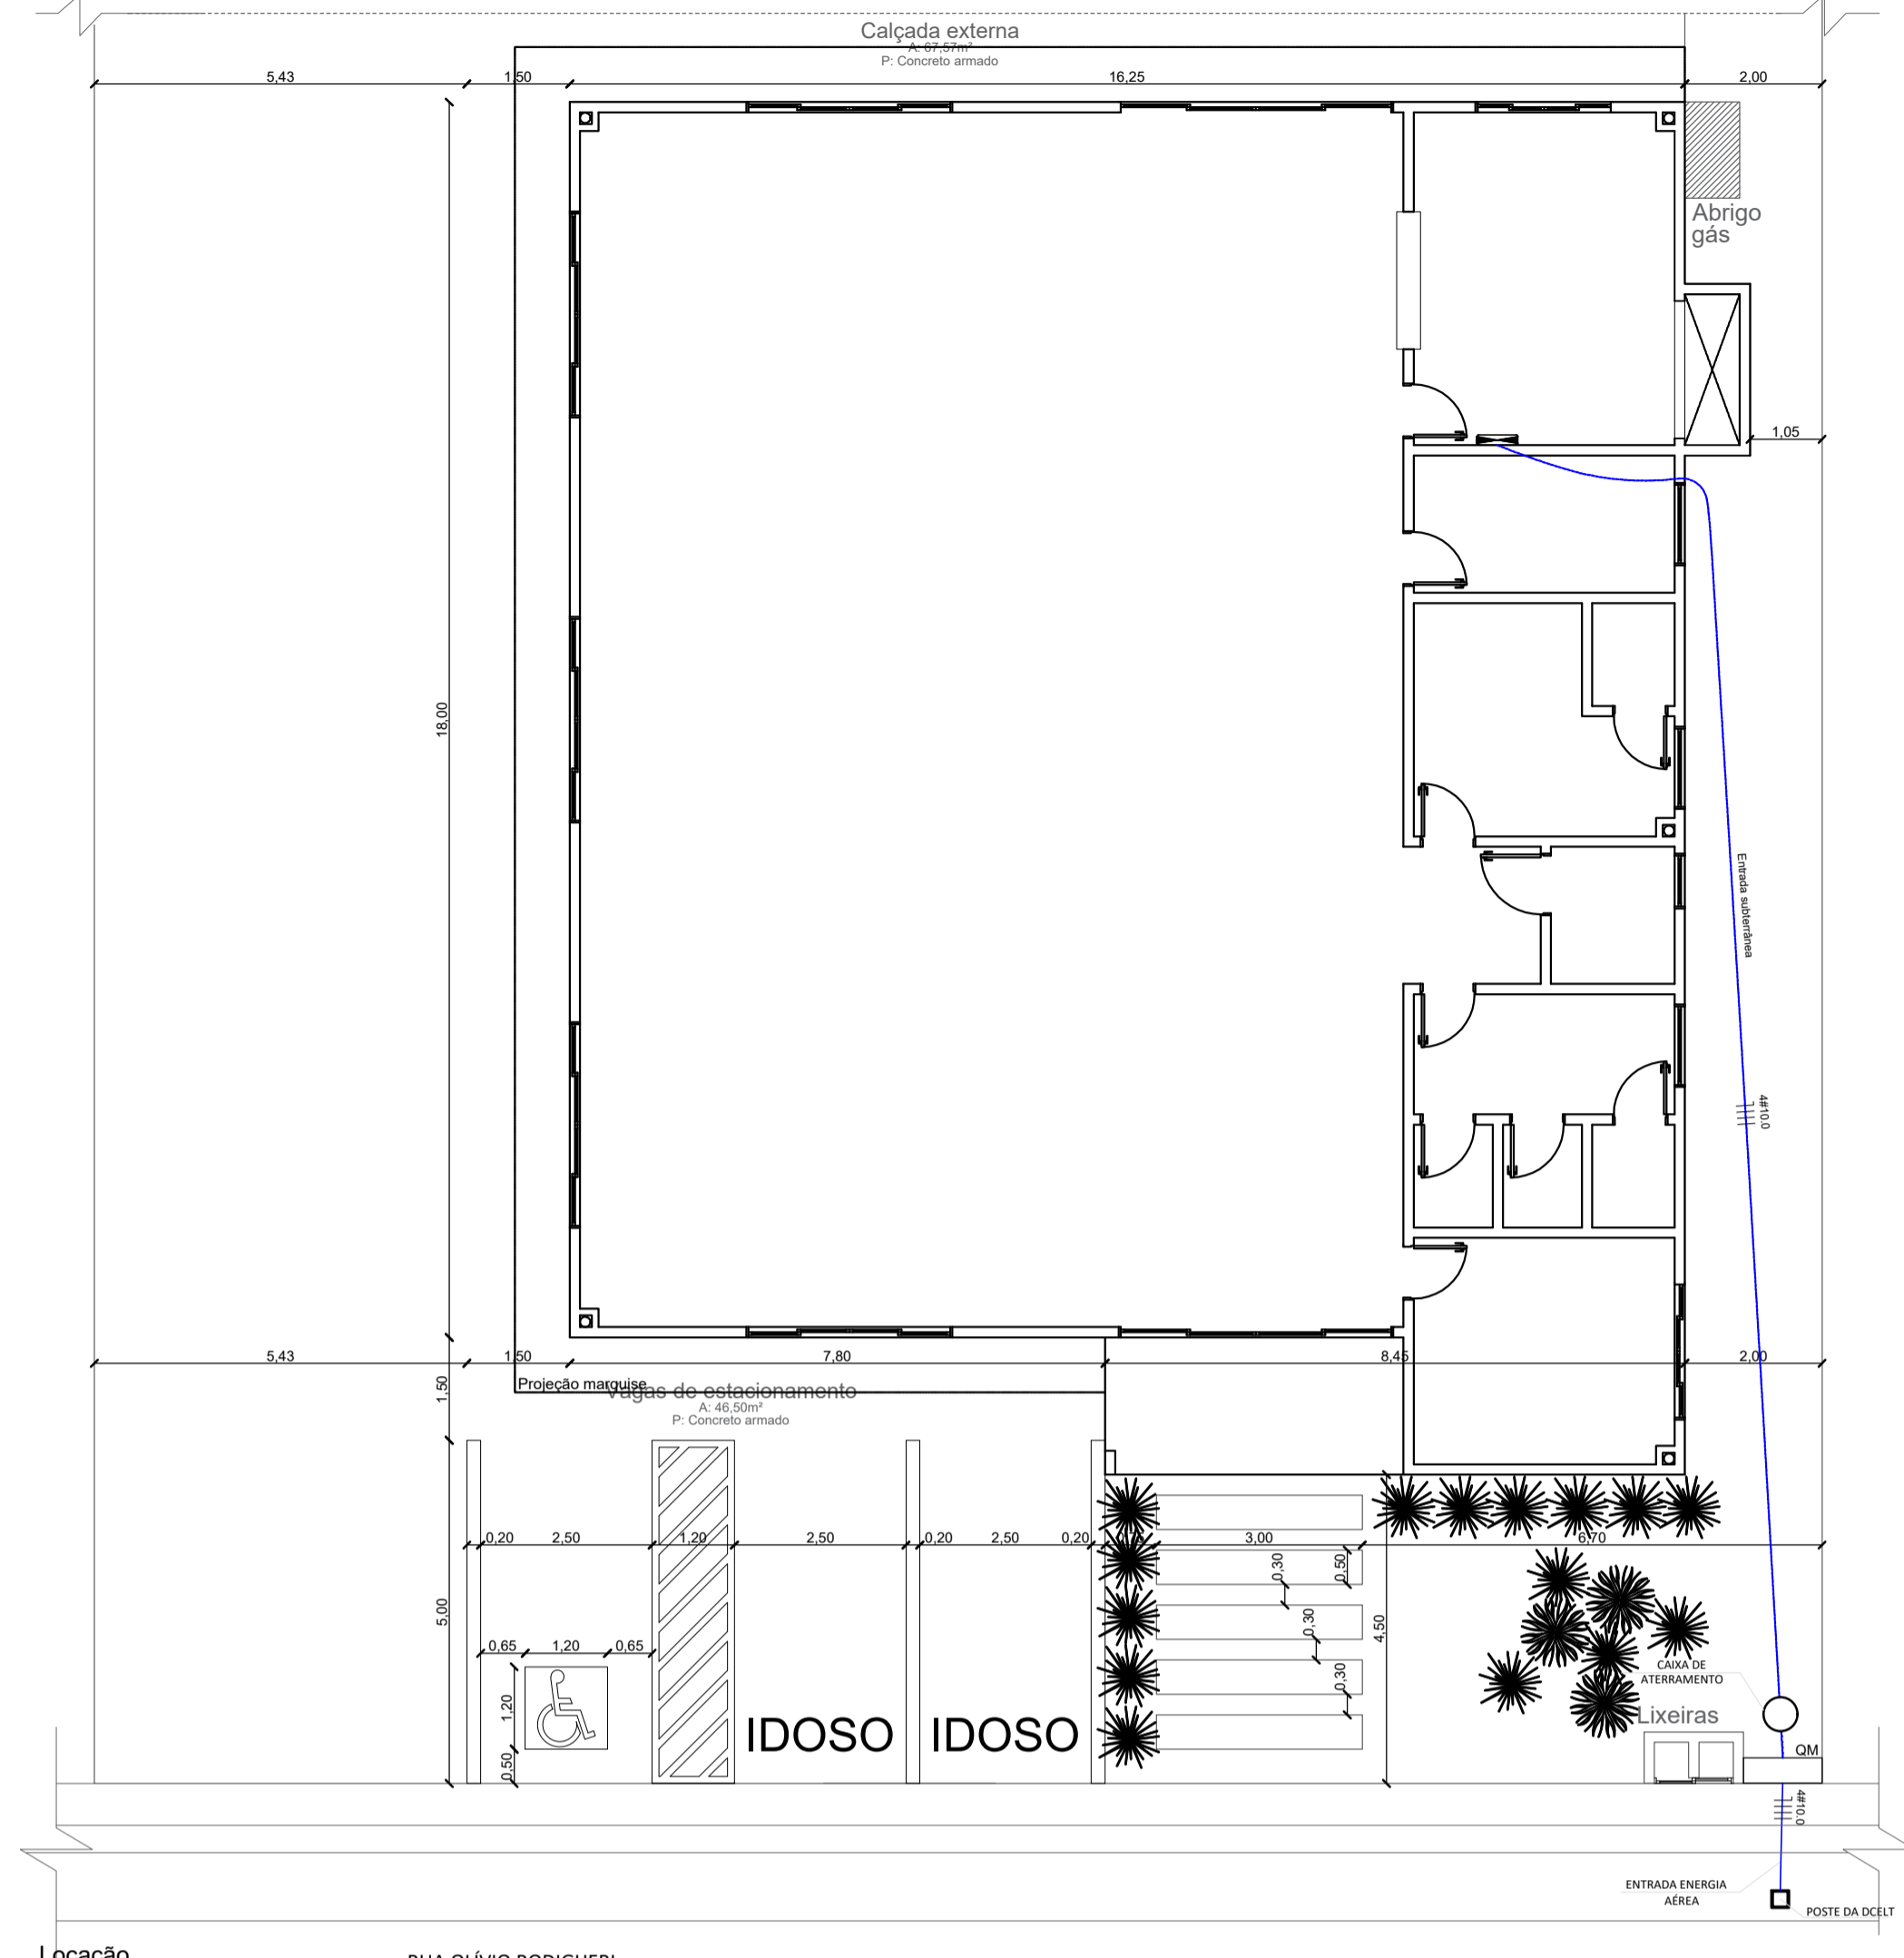 Calçada externa
A: 67,57m²
P: Concreto armado
5,43
1,50
16,25
2,00
Abrigo
gás
1,05
18,00
Entrada subterrânea
4#10.0
5,43
1,50
7,80
8,45
2,00
1,50
Projeção marquise
Vagas de estacionamento
A: 46,50m²
P: Concreto armado
0,20
2,50
1,20
2,50
0,20
2,50
0,20
3,00
6,70
0,30
0,50
5,00
0,30
4,50
0,65
1,20
0,65
0,30
CAIXA DE
ATERRAMENTO
1,20
IDOSO
IDOSO
Lixeiras
QM
0,50
4#10.0
ENTRADA ENERGIA
AÉREA
POSTE DA DCELT
Locação